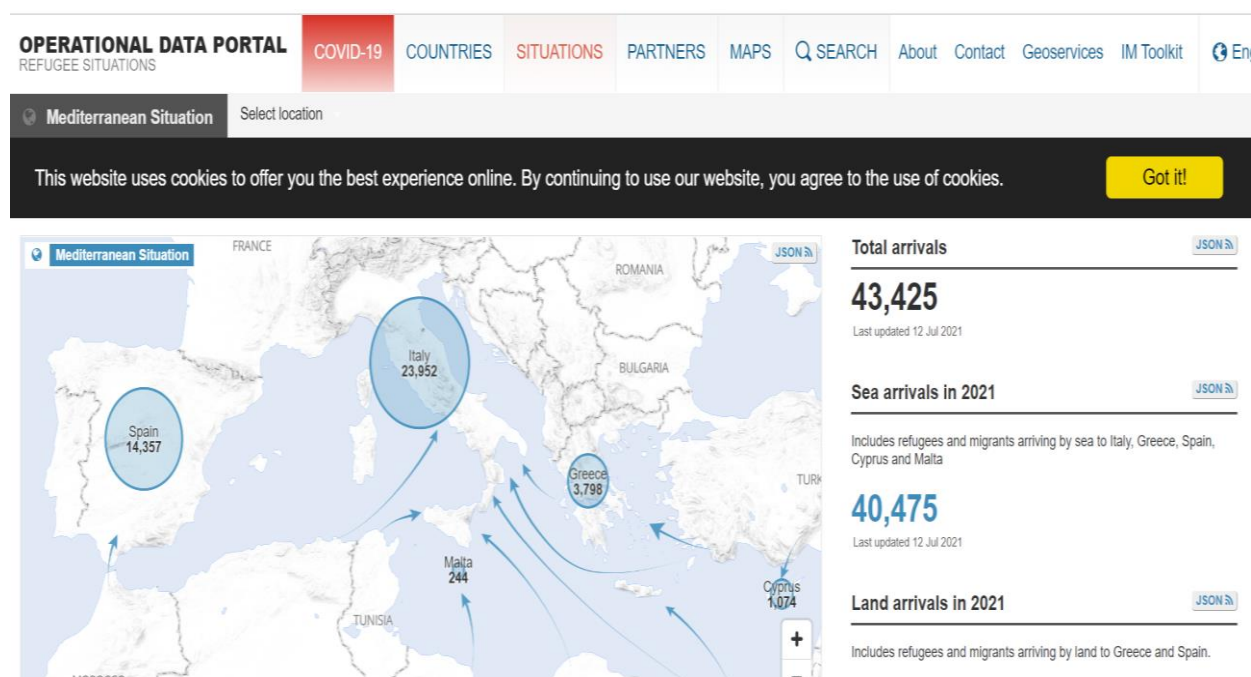 OPERATIONAL DATA PORTAL
REFUGEE SITUATIONS
COVID-19 COUNTRIES SITUATIONS PARTNERS MAPS SEARCH About Contact Geoservices IM Toolkit
Mediterranean Situation Select location
This website uses cookies to offer you the best experience online. By continuing to use our website, you agree to the use of cookies. Got it!
Mediterranean Situation
JSON
FRANCE
ROMANIA
Italy
23,952
BULGARIA
Spain
14,357
Greece
3,798
Malta
244
Cyprus
1,074
TUNISIA
+
Total arrivals JSON
43,425
Last updated 12 Jul 2021
Sea arrivals in 2021 JSON
Includes refugees and migrants arriving by sea to Italy, Greece, Spain,
Cyprus and Malta
40,475
Last updated 12 Jul 2021
Land arrivals in 2021 JSON
Includes refugees and migrants arriving by land to Greece and Spain.